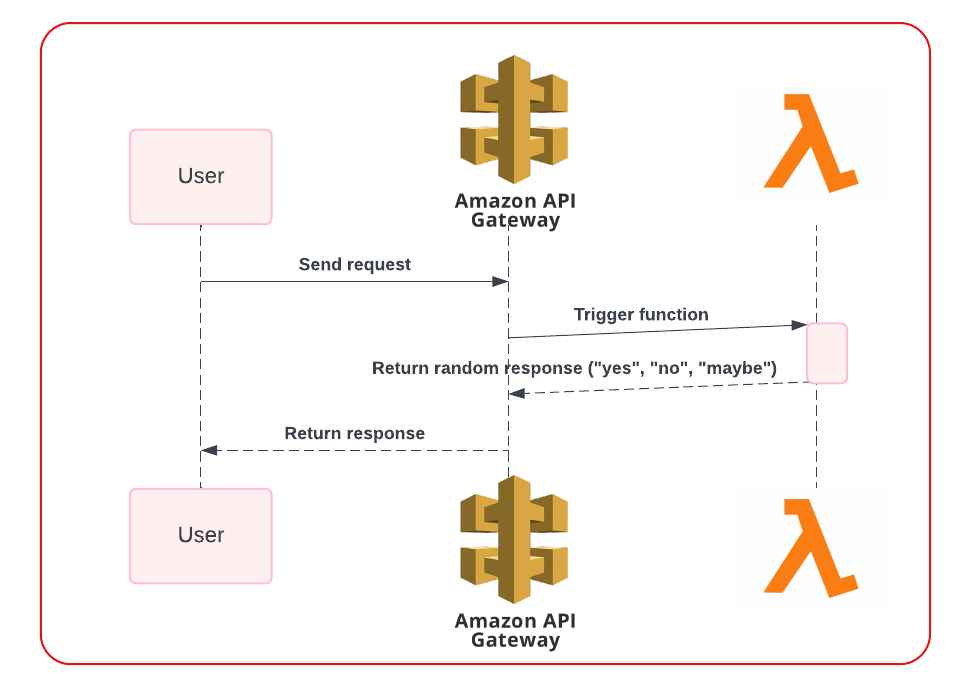 User
Amazon API
Gateway
Send request
Trigger function
Return random response ("yes", "no", "maybe")
Return response
User
Amazon API
Gateway